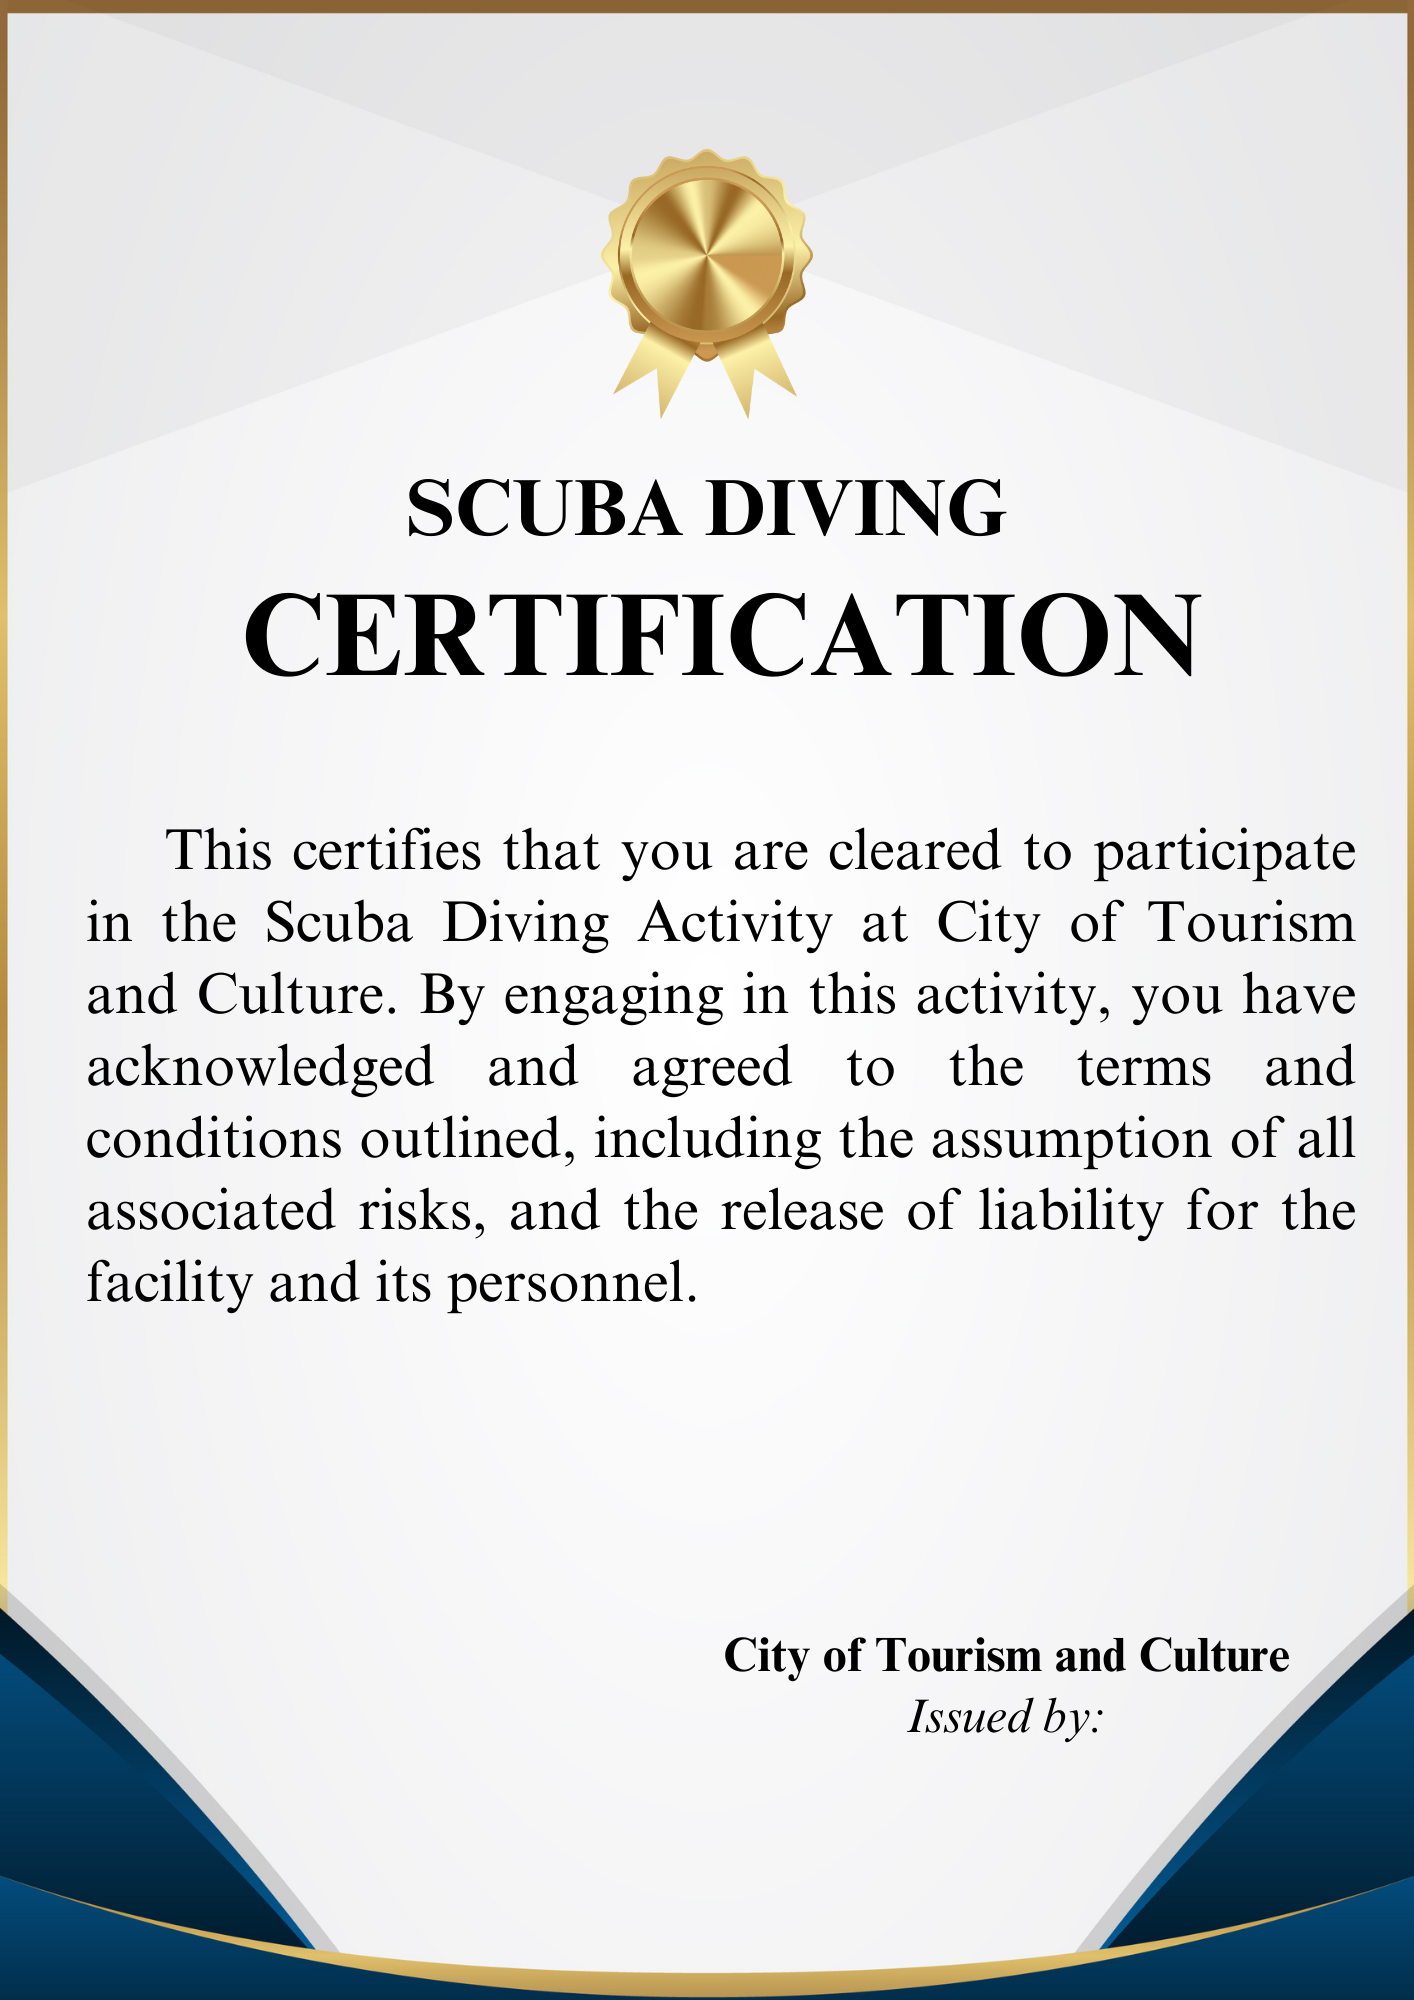 SCUBA DIVING
CERTIFICATION
This certifies that you are cleared to participate
in the Scuba Diving Activity at City of Tourism
and Culture. By engaging in this activity, you have
acknowledged and agreed to the terms and
conditions outlined, including the assumption of all
associated risks, and the release of liability for the
facility and its personnel.
City of Tourism and Culture
Issued by: